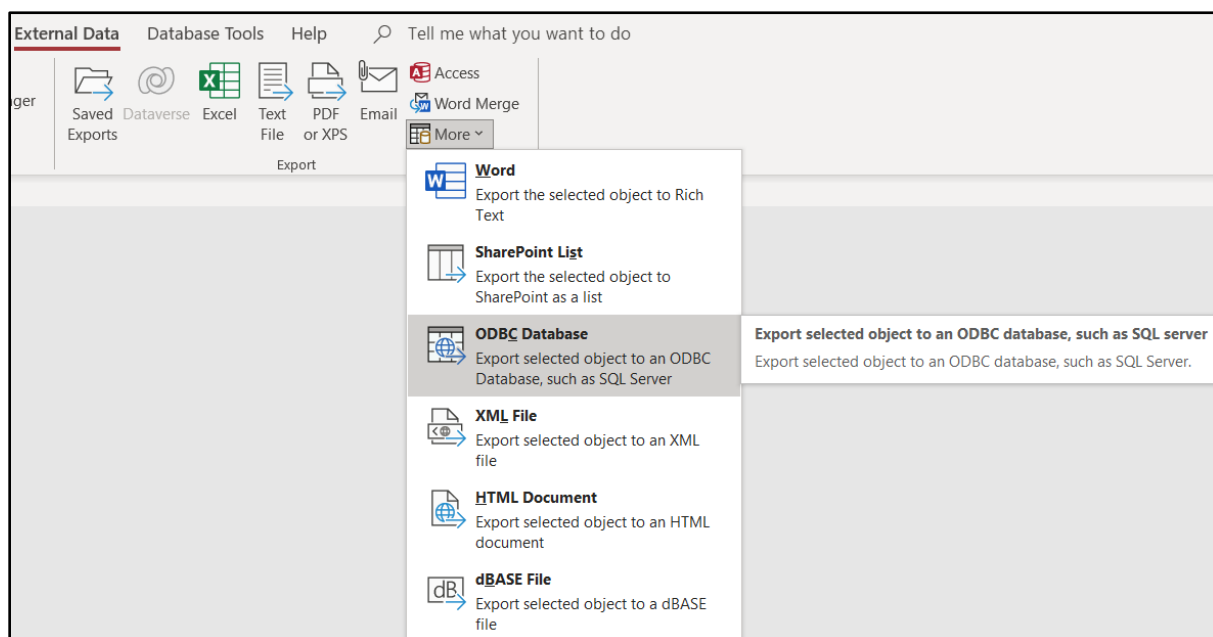 External Data Database Tools Help Tell me what you want to do
ger
Saved Exports
Dataverse
Excel
Text File
PDF or XPS
Email
Access
Word Merge
More
Export
Word
Export the selected object to Rich
Text
SharePoint List
Export the selected object to
SharePoint as a list
ODBC Database
Export selected object to an ODBC
Database, such as SQL Server
Export selected object to an ODBC database, such as SQL server
Export selected object to an ODBC database, such as SQL Server.
XML File
Export selected object to an XML
file
HTML Document
Export selected object to an HTML
document
dB
dBASE File
Export selected object to a dBASE
file